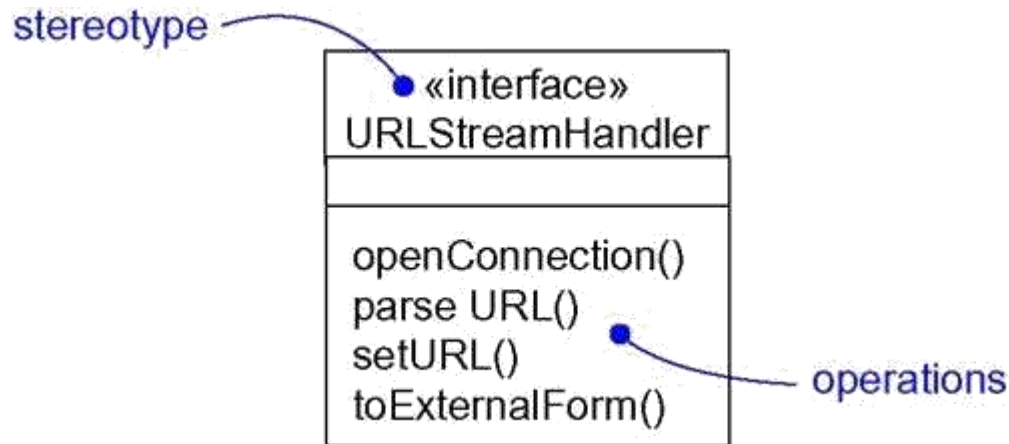 stereotype
«interface»
URLStreamHandler
openConnection()
parse URL()
setURL()
toExternalForm()
operations